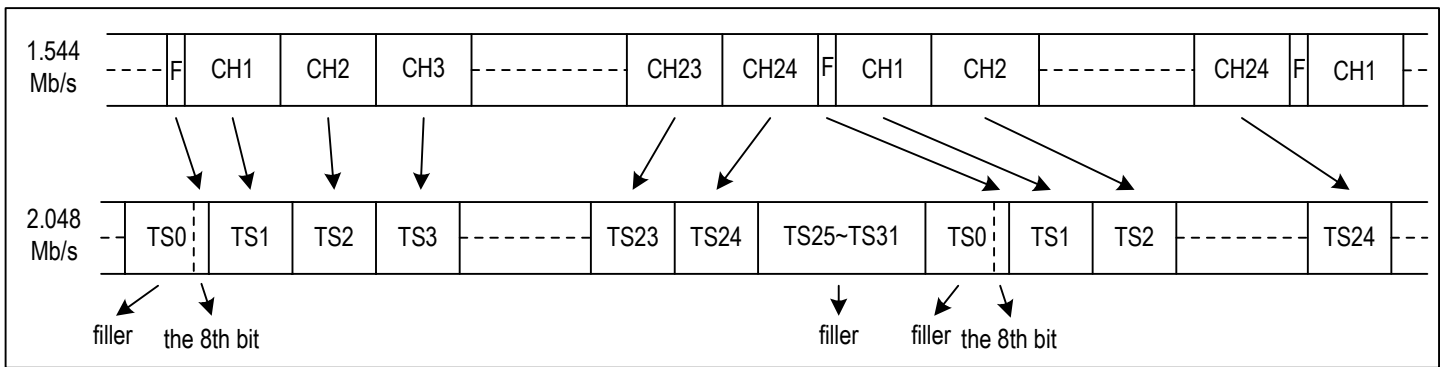 1.544
Mb/s
F CH1 CH2 CH3 CH23 CH24 F CH1 CH2 CH24 F CH1
2.048
Mb/s
TS0 TS1 TS2 TS3 TS23 TS24 TS25~TS31 TS0 TS1 TS2 TS24
filler the 8th bit filler filler the 8th bit